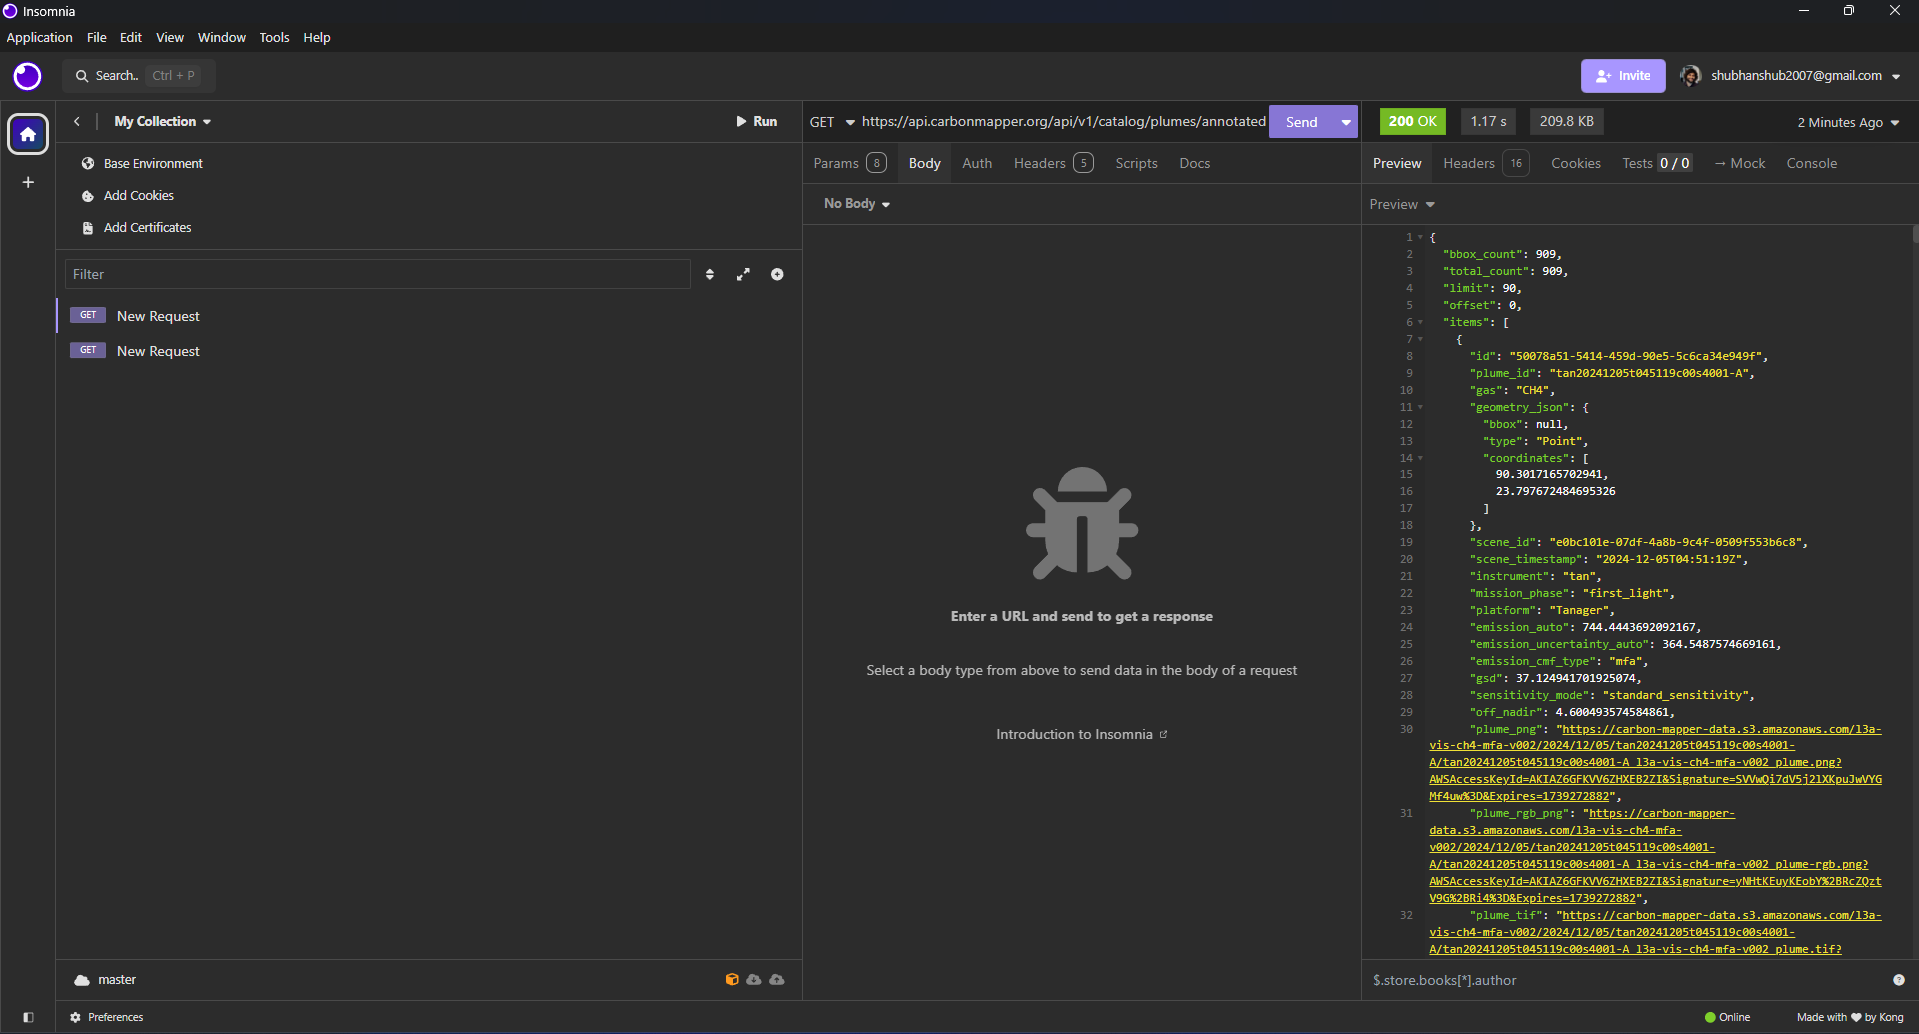 Insomnia
Application File Edit View Window Tools Help
Search.. Ctrl + P
Invite
shubhanshub2007@gmail.com
My Collection
Run
Base Environment
Add Cookies
Add Certificates
Filter
GET New Request
GET New Request
master
Preferences
GET https://api.carbonmapper.org/api/v1/catalog/plumes/annotated Send
Params 8 Body Auth Headers 5 Scripts Docs
No Body
Enter a URL and send to get a response
Select a body type from above to send data in the body of a request
Introduction to Insomnia
200 OK 1.17 s 209.8 KB 2 Minutes Ago
Preview Headers 16 Cookies Tests 0 / 0 → Mock Console
Preview
1 {
2 "bbox_count": 909,
3 "total_count": 909,
4 "limit": 90,
5 "offset": 0,
6 "items": [
7 {
8 "id": "50078a51-5414-459d-90e5-5c6ca34e949f",
9 "plume_id": "tan20241205t045119c00s4001-A",
10 "gas": "CH4",
11 "geometry_json": {
12 "bbox": null,
13 "type": "Point",
14 "coordinates": [
15 90.3017165702941,
16 23.797672484695326
17 ]
18 },
19 "scene_id": "e0bc101e-07df-4a8b-9c4f-0509f553b6c8",
20 "scene_timestamp": "2024-12-05T04:51:19Z",
21 "instrument": "tan",
22 "mission_phase": "first_light",
23 "platform": "Tanager",
24 "emission_auto": 744.4443692092167,
25 "emission_uncertainty_auto": 364.5487574669161,
26 "emission_cmf_type": "mfa",
27 "gsd": 37.124941701925074,
28 "sensitivity_mode": "standard_sensitivity",
29 "off_nadir": 4.600493574584861,
30 "plume_png": "https://carbon-mapper-data.s3.amazonaws.com/l3a-
vis-ch4-mfa-v002/2024/12/05/tan20241205t045119c00s4001-
A/tan20241205t045119c00s4001-A_l3a-vis-ch4-mfa-v002_plume.png?
AWSAccessKeyId=AKIAZ6GFKVV6ZHXEB2ZI&Signature=SVVwQi7dV5j21XKpuJwVYG
Mf4uw%3D&Expires=1739272882",
31 "plume_rgb_png": "https://carbon-mapper-
data.s3.amazonaws.com/l3a-vis-ch4-mfa-
v002/2024/12/05/tan20241205t045119c00s4001-
A/tan20241205t045119c00s4001-A_l3a-vis-ch4-mfa-v002_plume-rgb.png?
AWSAccessKeyId=AKIAZ6GFKVV6ZHXEB2ZI&Signature=yNHtKEuyKEobY%2BRcZQzt
V9G%2BRi4%3D&Expires=1739272882",
32 "plume_tif": "https://carbon-mapper-data.s3.amazonaws.com/l3a-
vis-ch4-mfa-v002/2024/12/05/tan20241205t045119c00s4001-
A/tan20241205t045119c00s4001-A_l3a-vis-ch4-mfa-v002_plume.tif?
$.store.books[*].author
Online
Made with ♥ by Kong